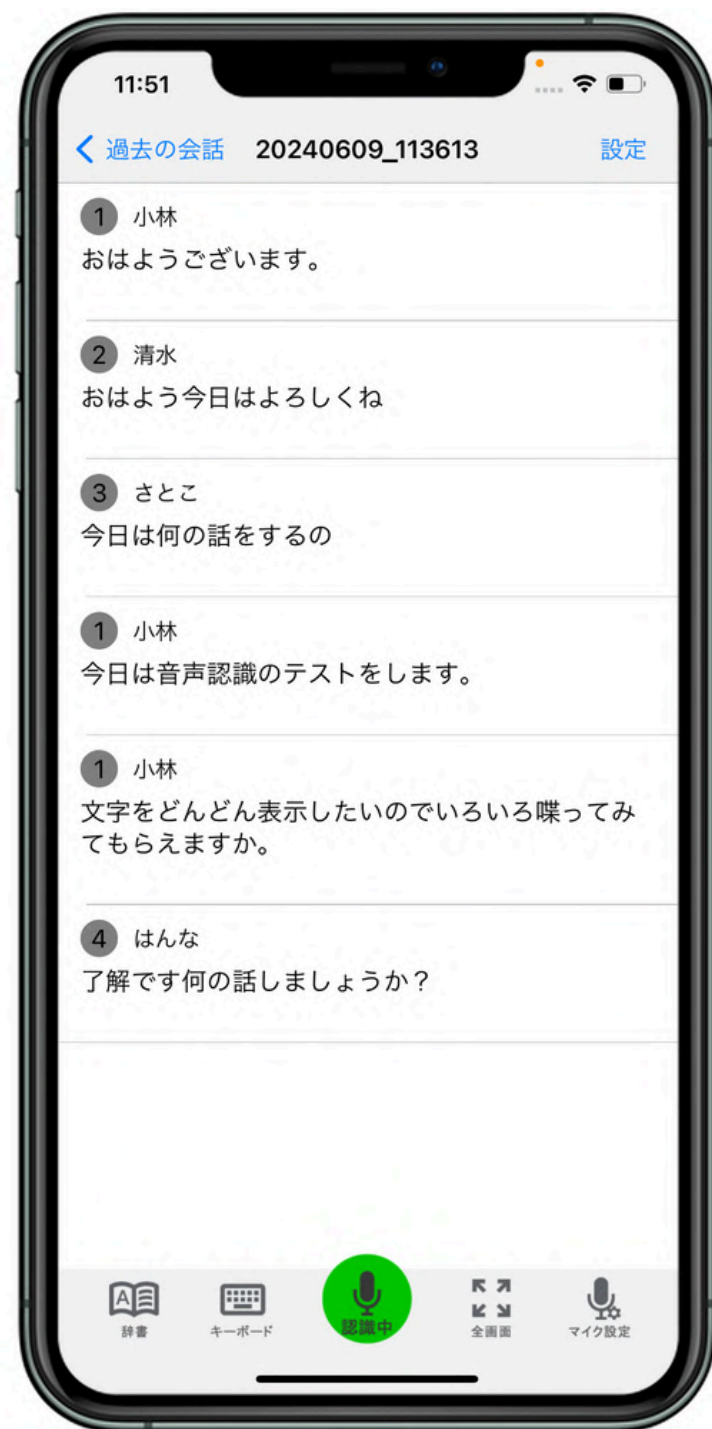 11:51
過去の会話 20240609_113613 設定
1 小林
おはようございます。
2 清水
おはよう今日はよろしくね
3 さとこ
今日は何の話をするの
1 小林
今日は音声認識のテストをします。
1 小林
文字をどんどん表示したいのでいろいろ喋ってみ
てもらえますか。
4 はんな
了解です何の話しましょうか？
辞書 キーボード 認識中 全画面 マイク設定